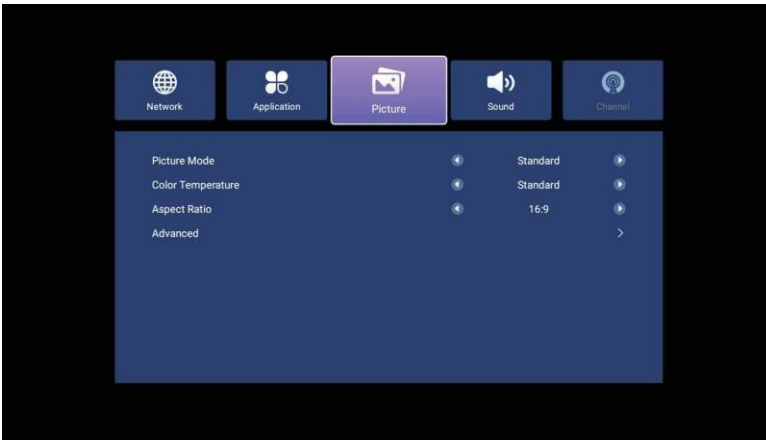 Network Application Picture Sound Channel
Picture Mode Standard
Color Temperature Standard
Aspect Ratio 16:9
Advanced